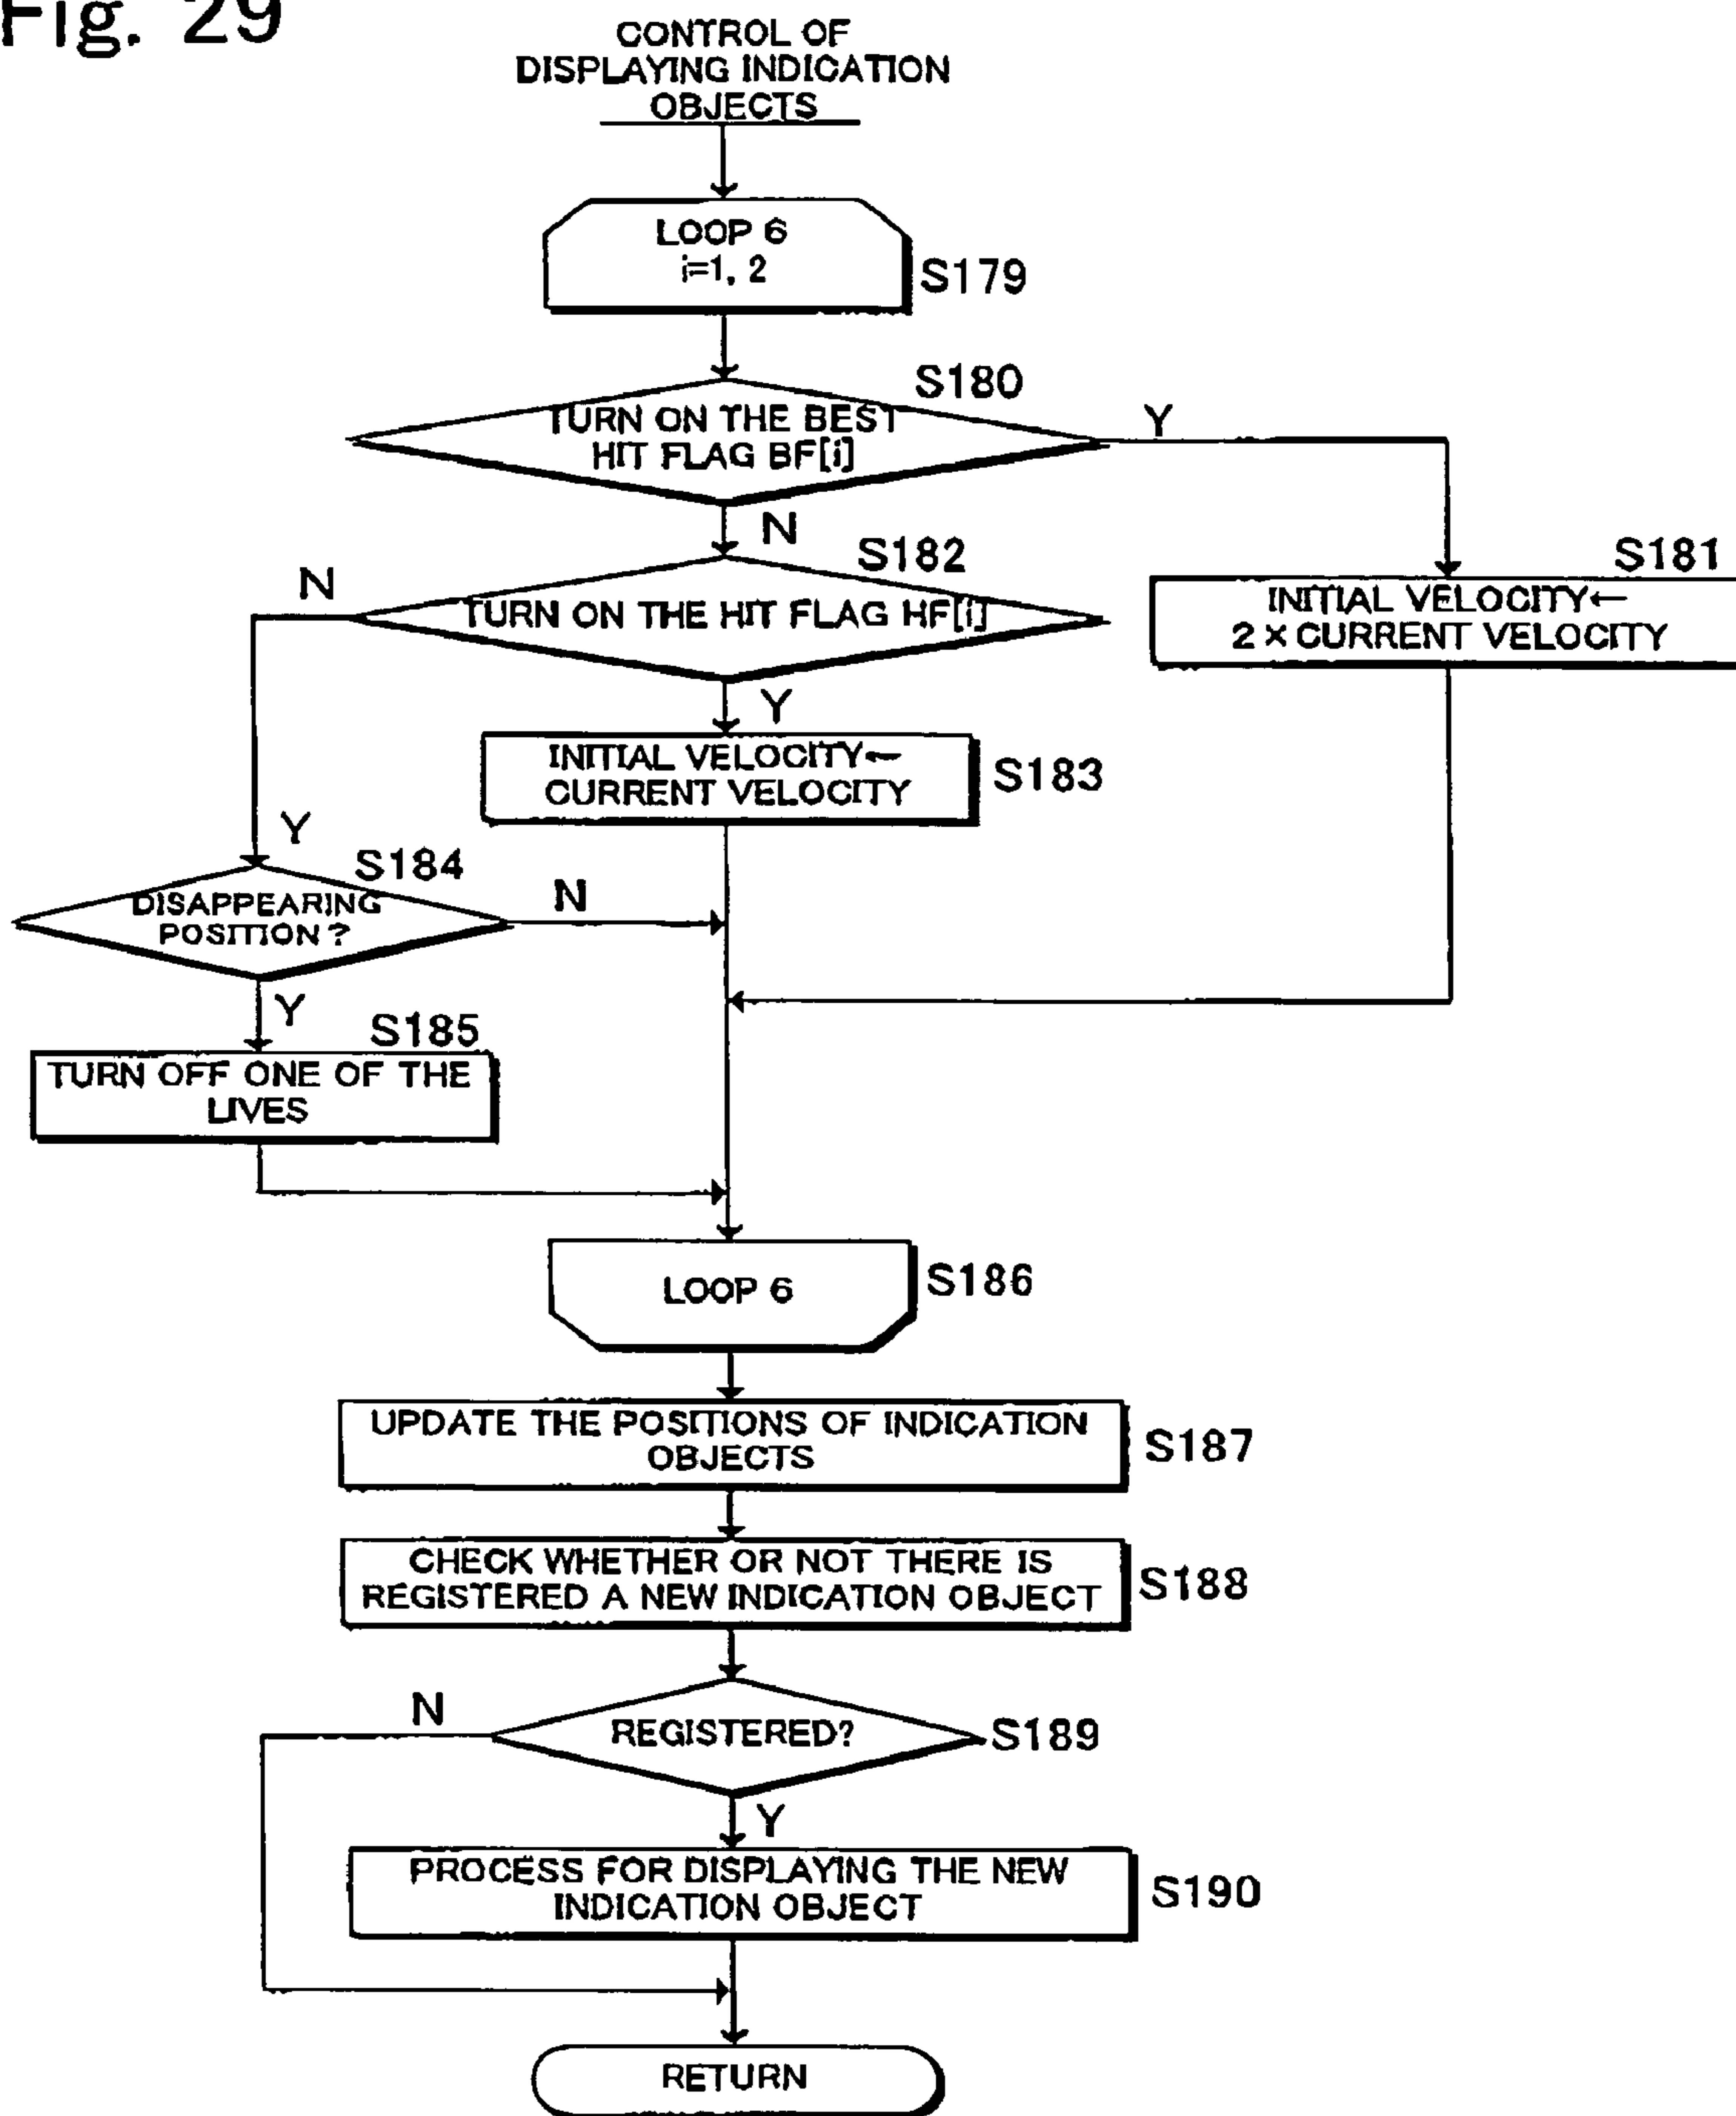 Fig. 29
CONTROL OF
DISPLAYING INDICATION
OBJECTS
LOOP 6
i=1, 2
S179
S180
TURN ON THE BEST
HIT FLAG BF[i]
Y
N
S182
TURN ON THE HIT FLAG HF[i]
N
S181
INITIAL VELOCITY←
2 × CURRENT VELOCITY
Y
INITIAL VELOCITY←
CURRENT VELOCITY
S183
Y
S184
DISAPPEARING
POSITION?
N
Y
S185
TURN OFF ONE OF THE
LIVES
LOOP 6
S186
UPDATE THE POSITIONS OF INDICATION
OBJECTS
S187
CHECK WHETHER OR NOT THERE IS
REGISTERED A NEW INDICATION OBJECT
S188
N
REGISTERED?
S189
Y
PROCESS FOR DISPLAYING THE NEW
INDICATION OBJECT
S190
RETURN